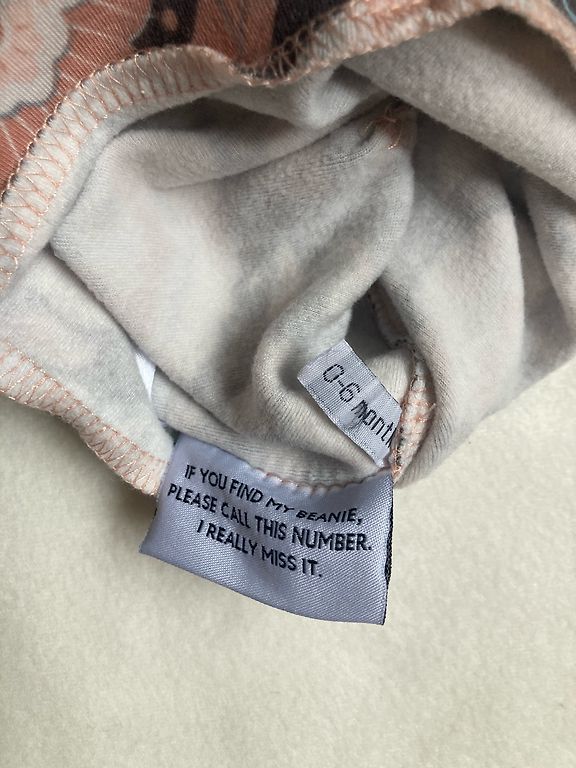 0-6 month
IF YOU FIND MY BEANIE,
PLEASE CALL THIS NUMBER.
I REALLY MISS IT.